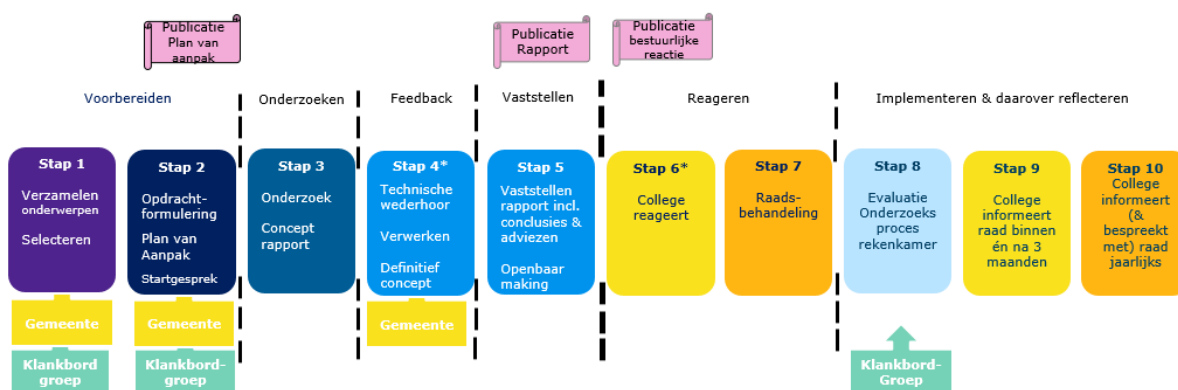 Publicatie
Plan van
aanpak
Publicatie
Rapport
Publicatie
bestuurlijke
reactie
Voorbereiden
Onderzoeken
Feedback
Vaststellen
Reageren
Implementeren & daarover reflecteren
Stap 1
Verzamelen
onderwerpen
Selecteren
Stap 2
Opdracht-
formulering
Plan van
Aanpak
Startgesprek
Stap 3
Onderzoek
Concept
rapport
Stap 4*
Technische
wederhoor
Verwerken
Definitief
concept
Stap 5
Vaststellen
rapport incl.
conclusies &
adviezen
Openbaar
making
Stap 6*
College
reageert
Stap 7
Raads-
behandeling
Stap 8
Evaluatie
Onderzoeks
proces
rekenkamer
Stap 9
College
informeert
raad binnen
én na 3
maanden
Stap 10
College
informeert
(&
bespreekt
met) raad
jaarlijks
Gemeente
Gemeente
Gemeente
Klankbord
groep
Klankbord-
groep
Klankbord-
Groep